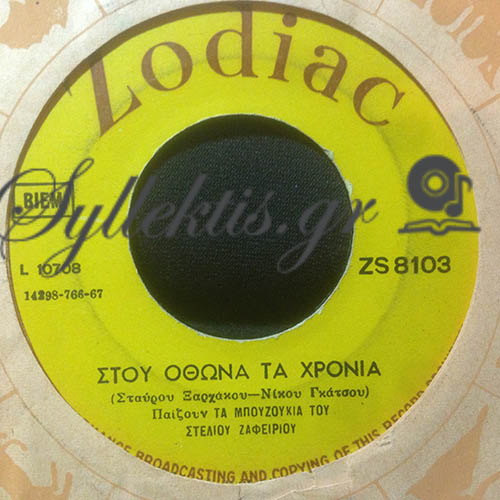 Zodiac
BIEM
Syllektis.gr
L 10708
ZS 8103
14298-766-67
ΣΤΟΥ ΟΘΩΝΑ ΤΑ ΧΡΟΝΙΑ
(Σταύρου Ξαρχάκου—Νίκου Γκάτσου)
Παίζουν ΤΑ ΜΠΟΥΖΟΥΚΙΑ ΤΟΥ
ΣΤΕΛΙΟΥ ΖΑΦΕΙΡΙΟΥ
BROADCASTING AND COPYING OF THIS RECORD